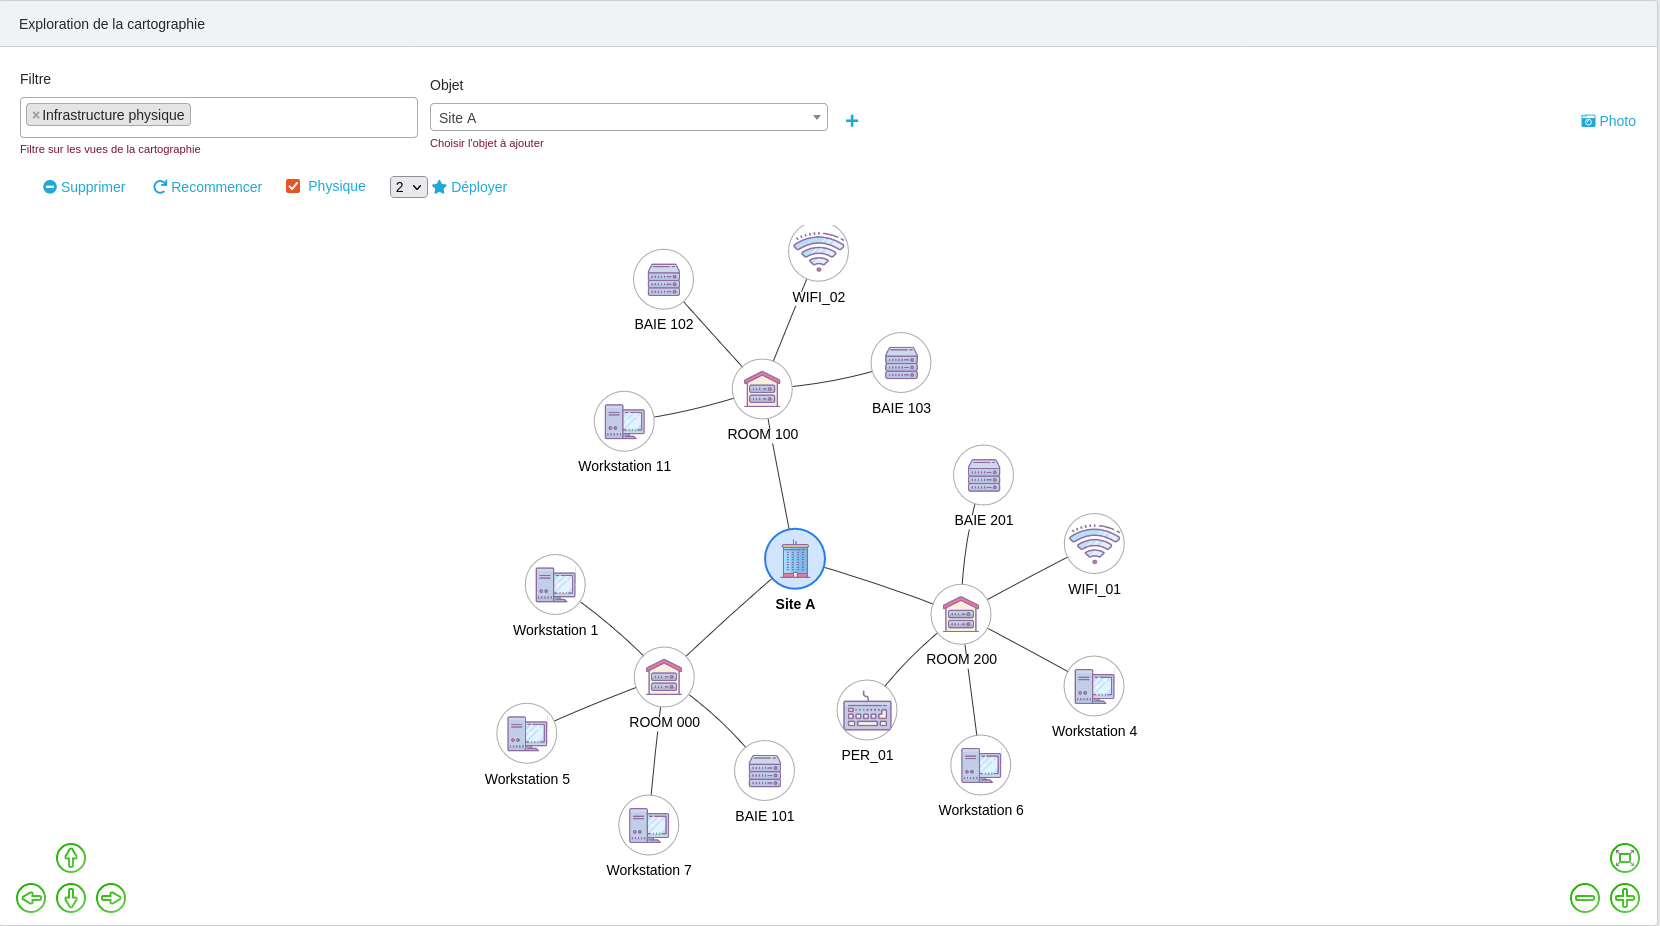 Exploration de la cartographie
Filtre
Objet
×Infrastructure physique
Site A
Photo
Filtre sur les vues de la cartographie
Choisir l'objet à ajouter
Supprimer
Recommencer
Physique
2
Déployer
WIFI_02
BAIE 102
BAIE 103
ROOM 100
Workstation 11
BAIE 201
WIFI_01
Site A
Workstation 1
ROOM 200
ROOM 000
Workstation 4
PER_01
Workstation 5
Workstation 6
BAIE 101
Workstation 7